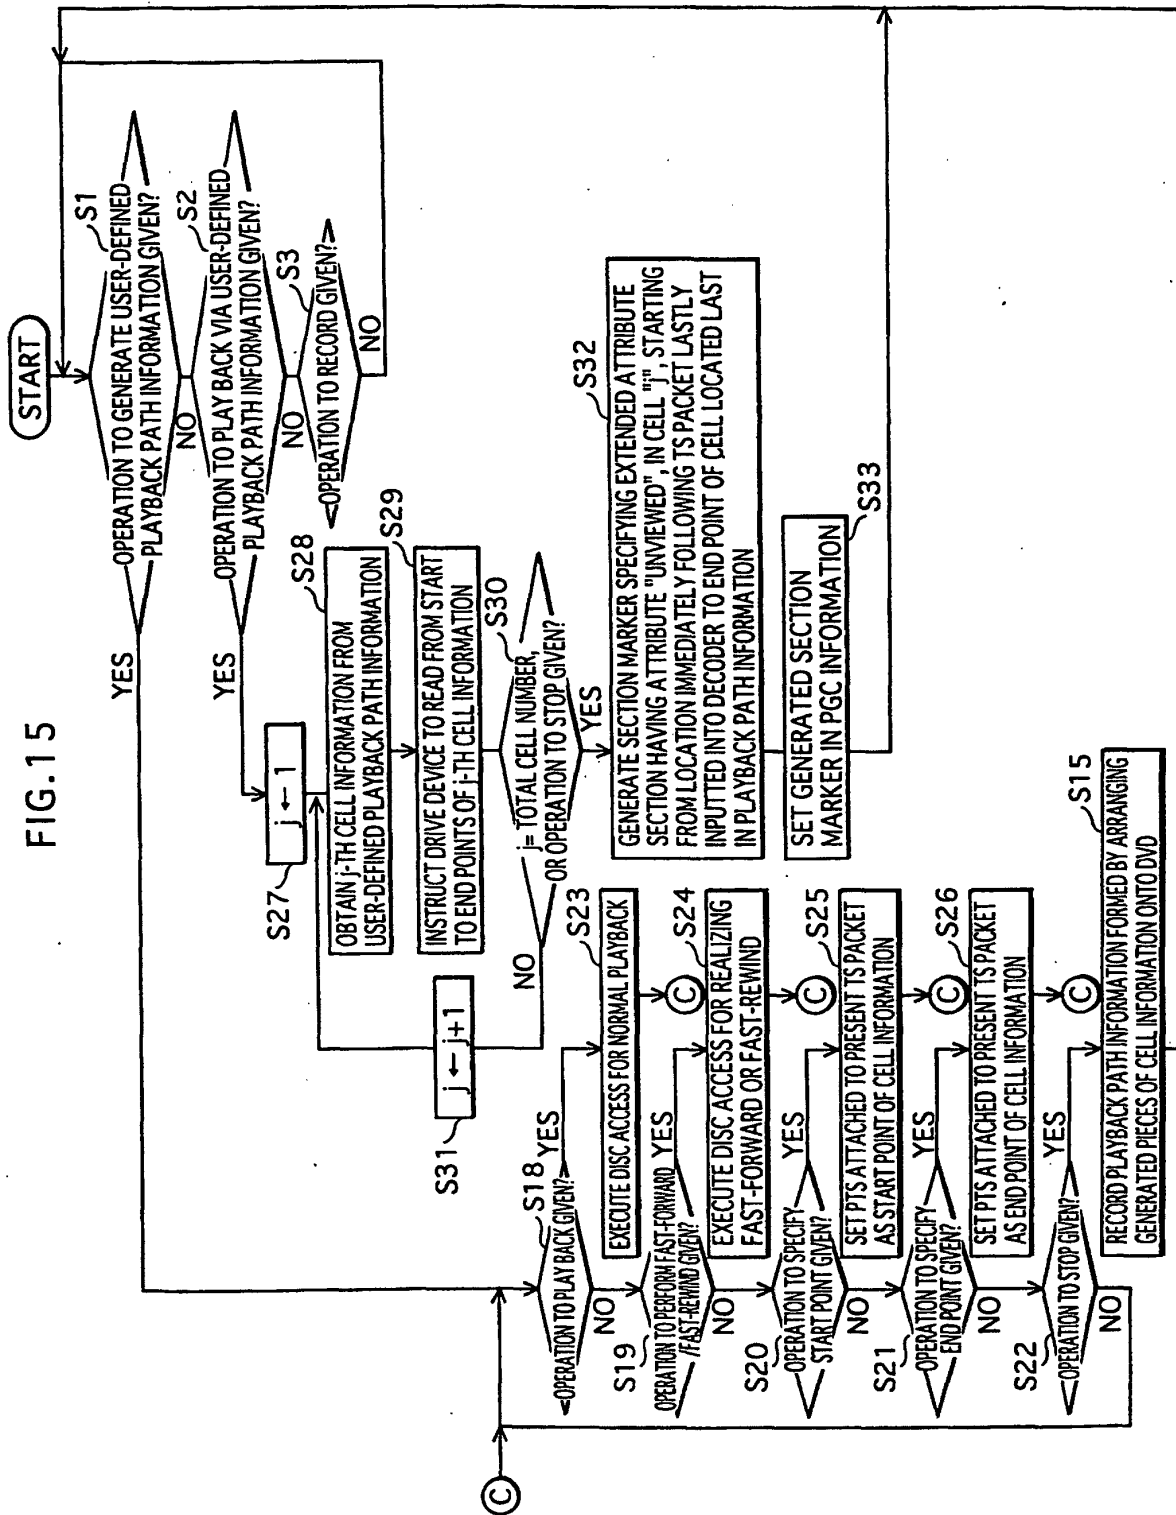 FIG.15
START
S1
OPERATION TO GENERATE USER-DEFINED
PLAYBACK PATH INFORMATION GIVEN?
YES
NO
S2
OPERATION TO PLAY BACK VIA USER-DEFINED
PLAYBACK PATH INFORMATION GIVEN?
YES
NO
S3
OPERATION TO RECORD GIVEN?
NO
S27
j ← 1
S28
OBTAIN j-TH CELL INFORMATION FROM
USER-DEFINED PLAYBACK PATH INFORMATION
S29
INSTRUCT DRIVE DEVICE TO READ FROM START
TO END POINTS OF j-TH CELL INFORMATION
S30
j= TOTAL CELL NUMBER,
OR OPERATION TO STOP GIVEN?
NO
YES
S31
j ← j+1
S32
GENERATE SECTION MARKER SPECIFYING EXTENDED ATTRIBUTE
SECTION HAVING ATTRIBUTE "UNVIEWED", IN CELL "j", STARTING
FROM LOCATION IMMEDIATELY FOLLOWING TS PACKET LASTLY
INPUTTED INTO DECODER TO END POINT OF CELL LOCATED LAST
IN PLAYBACK PATH INFORMATION
SET GENERATED SECTION
MARKER IN PGC INFORMATION
S33
C
S18
OPERATION TO PLAY BACK GIVEN?
YES
NO
S23
EXECUTE DISC ACCESS FOR NORMAL PLAYBACK
C
S19
OPERATION TO PERFORM FAST-FORWARD
/FAST-REWIND GIVEN?
YES
NO
S24
EXECUTE DISC ACCESS FOR REALIZING
FAST-FORWARD OR FAST-REWIND
C
S20
OPERATION TO SPECIFY
START POINT GIVEN?
YES
NO
S25
SET PTS ATTACHED TO PRESENT TS PACKET
AS START POINT OF CELL INFORMATION
C
S21
OPERATION TO SPECIFY
END POINT GIVEN?
YES
NO
S26
SET PTS ATTACHED TO PRESENT TS PACKET
AS END POINT OF CELL INFORMATION
C
S22
OPERATION TO STOP GIVEN?
YES
NO
S15
RECORD PLAYBACK PATH INFORMATION FORMED BY ARRANGING
GENERATED PIECES OF CELL INFORMATION ONTO DVD